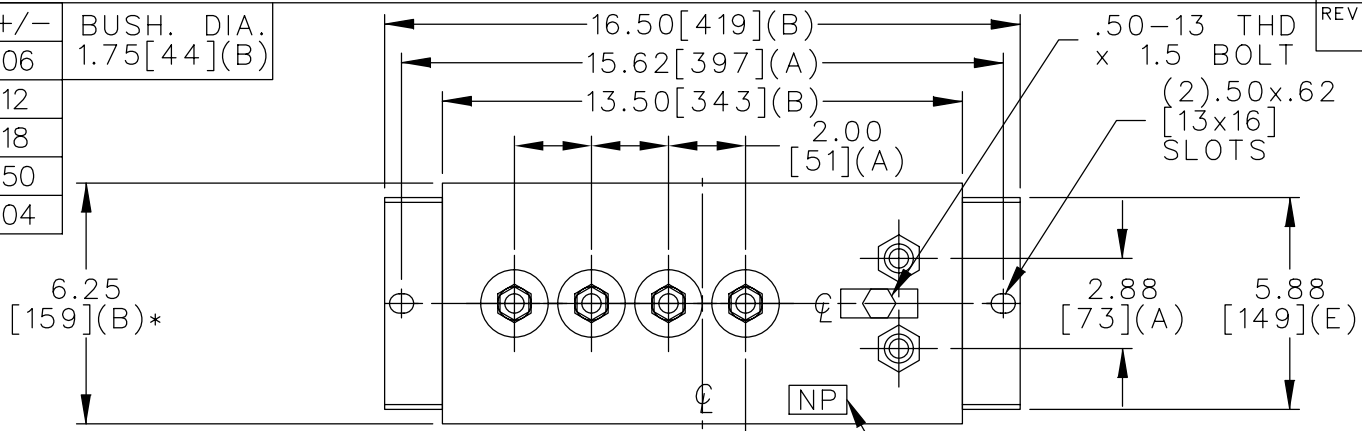 +/-
06
12
18
50
04
BUSH. DIA.
1.75[44](B)
16.50[419](B)
15.62[397](A)
13.50[343](B)
2.00
[51](A)
.50-13 THD
x 1.5 BOLT
(2).50x.62
[13x16]
SLOTS
REV
6.25
[159](B)*
℄
2.88
[73](A)
5.88
[149](E)
℄
NP